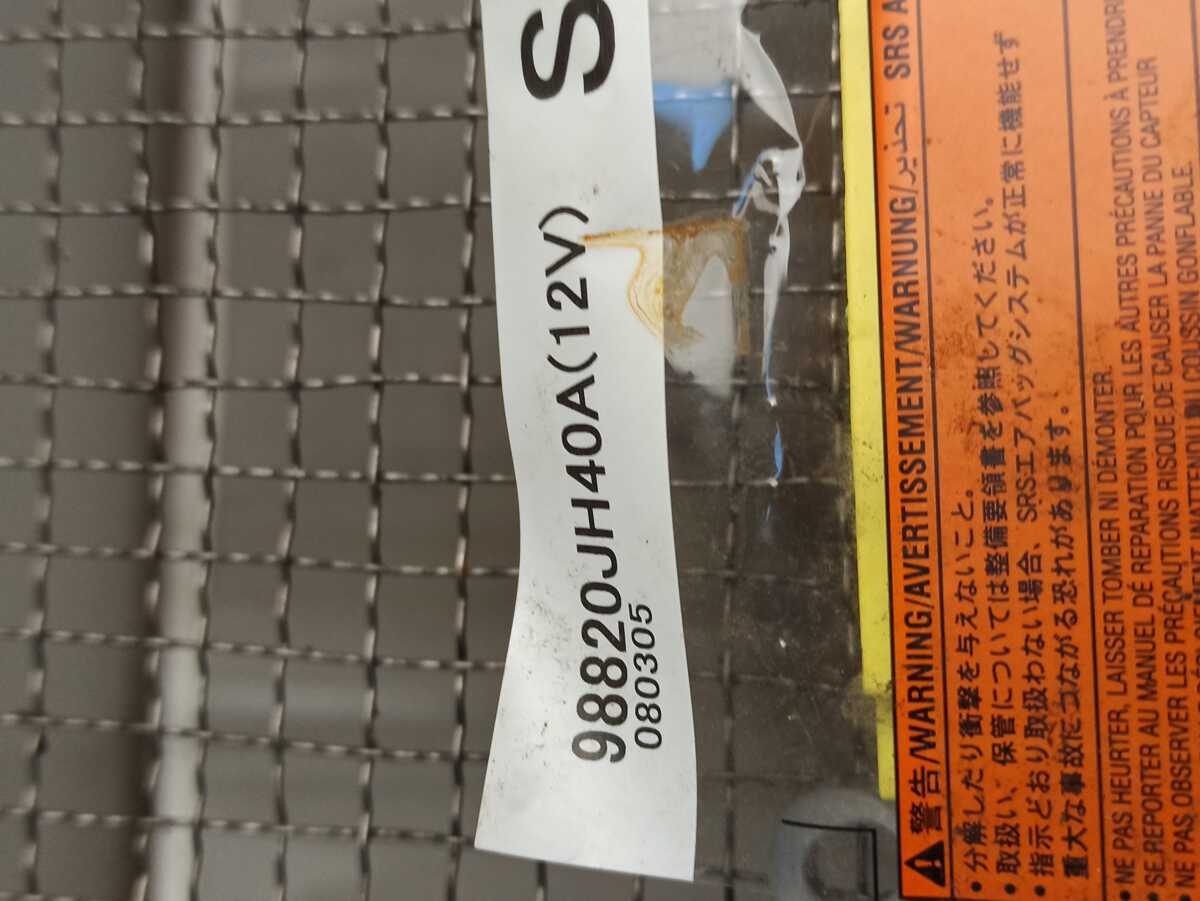 98820JH40A(12V) S
080305
警告/WARNING/AVERTISSEMENT/WARNUNG/تحذير SRS A
・分解したり衝撃を与えないこと。
・取扱い、保管については整備要領書を参照してください。
・指示どおり取扱わない場合、SRSエアバッグシステムが正常に機能せず
重大な事故につながる恐れがあります。
• NE PAS HEURTER, LAISSER TOMBER NI DÉMONTER.
• SE REPORTER AU MANUEL DE REPARATION POUR LES AUTRES PRÉCAUTIONS À PRENDR
• NE PAS OBSERVER LES PRÉCAUTIONS RISQUE DE CAUSER LA PANNE DU CAPTEUR
COUSSIN GONFLABLE.